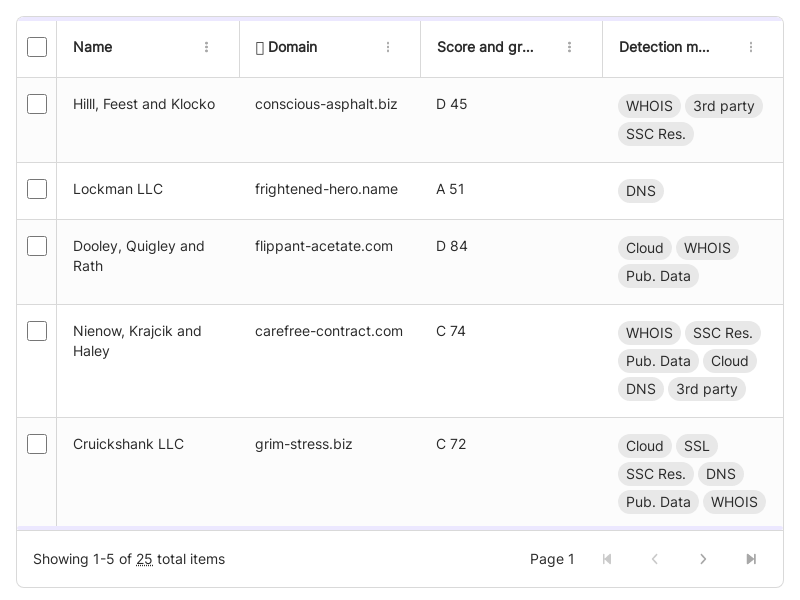 Name Domain Score and gr... Detection m...
Hilll, Feest and Klocko conscious-asphalt.biz D 45 WHOIS 3rd party
SSC Res.
Lockman LLC frightened-hero.name A 51 DNS
Dooley, Quigley and flippant-acetate.com D 84 Cloud WHOIS
Rath Pub. Data
Nienow, Krajcik and carefree-contract.com C 74 WHOIS SSC Res.
Haley Pub. Data Cloud
DNS 3rd party
Cruickshank LLC grim-stress.biz C 72 Cloud SSL
SSC Res. DNS
Pub. Data WHOIS
Showing 1-5 of 25 total items Page 1